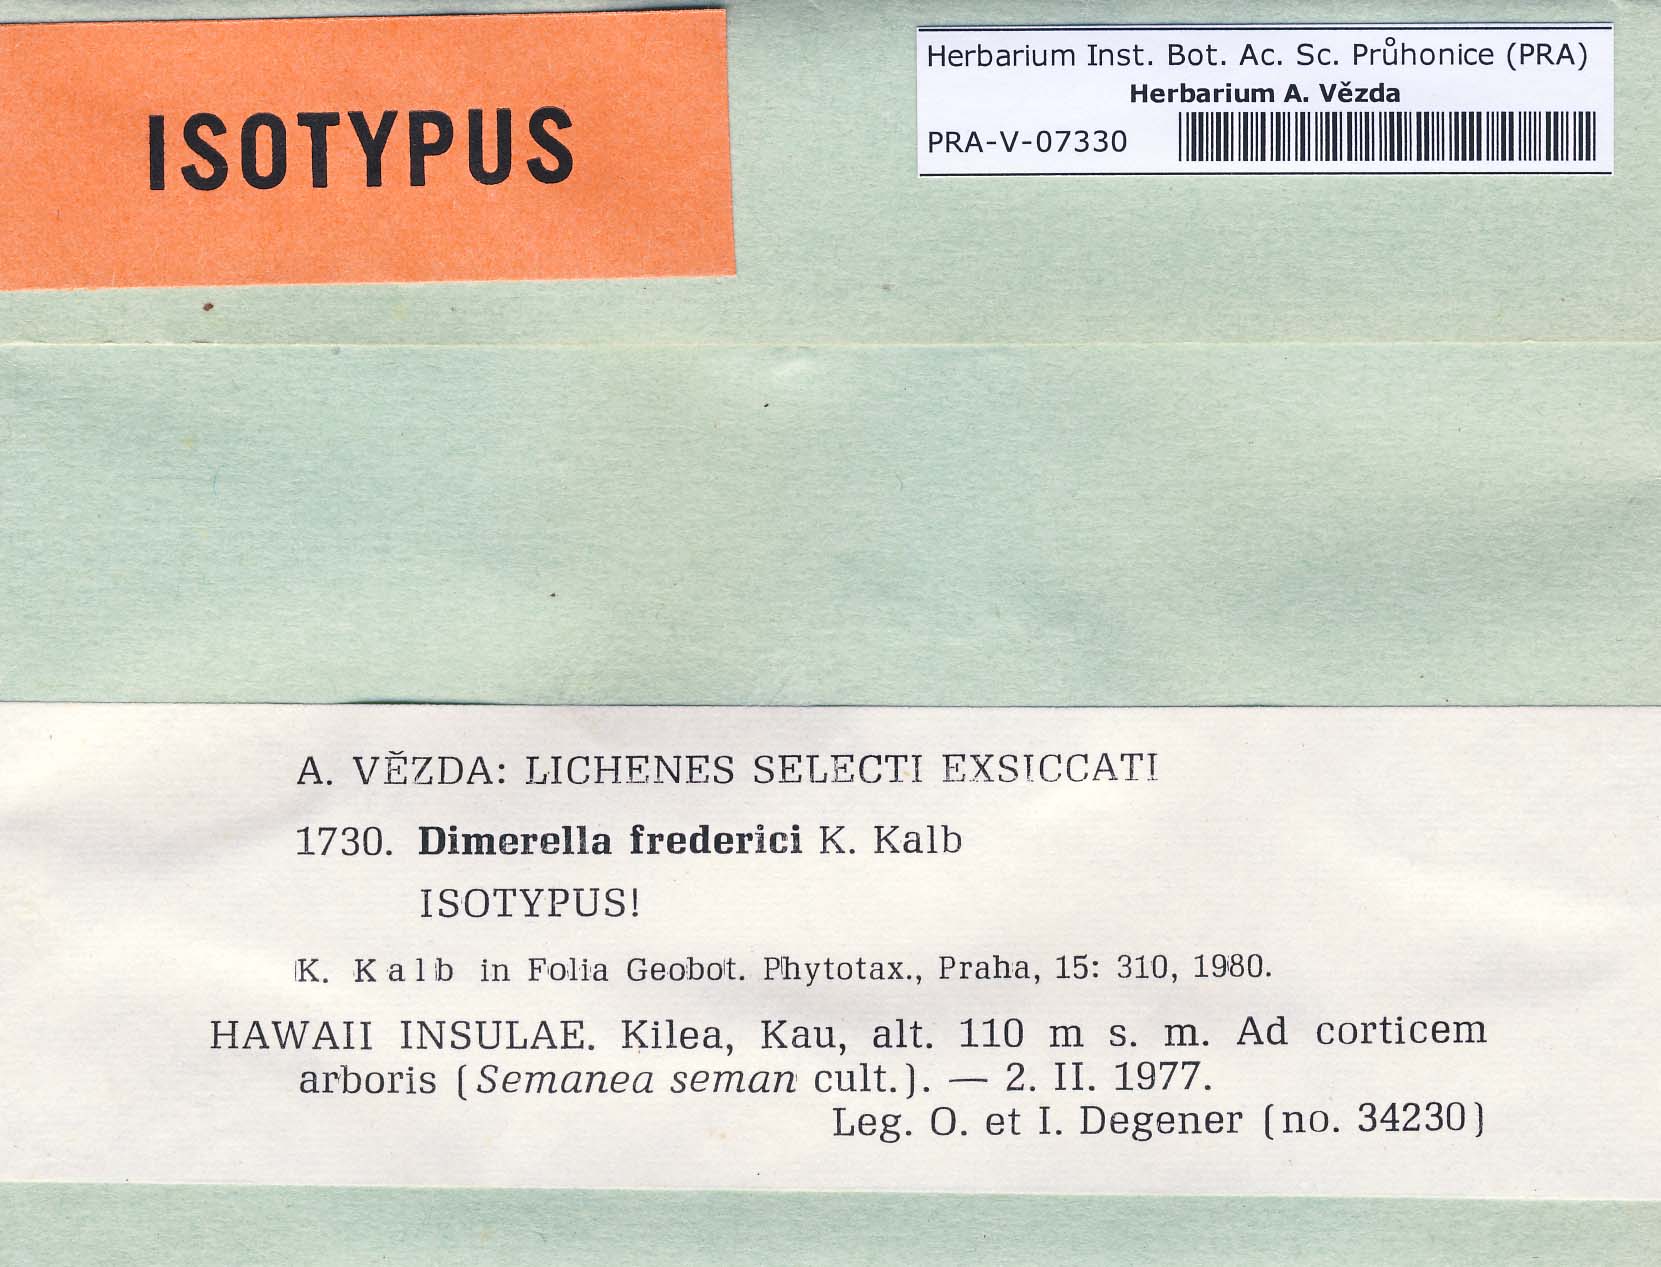 ISOTYPUS
Herbarium Inst. Bot. Ac. Sc. Průhonice (PRA)
Herbarium A. Vězda
PRA-V-07330
A. VĚZDA: LICHENES SELECTI EXSICCATI
1730. Dimerella frederici K. Kalb
ISOTYPUS!
K. Kalb in Folia Geobot. Phytotax., Praha, 15: 310, 1980.
HAWAII INSULAE. Kilea, Kau, alt. 110 m s. m. Ad corticem
arboris (Semanea seman cult.). — 2. II. 1977.
Leg. O. et I. Degener (no. 34230)